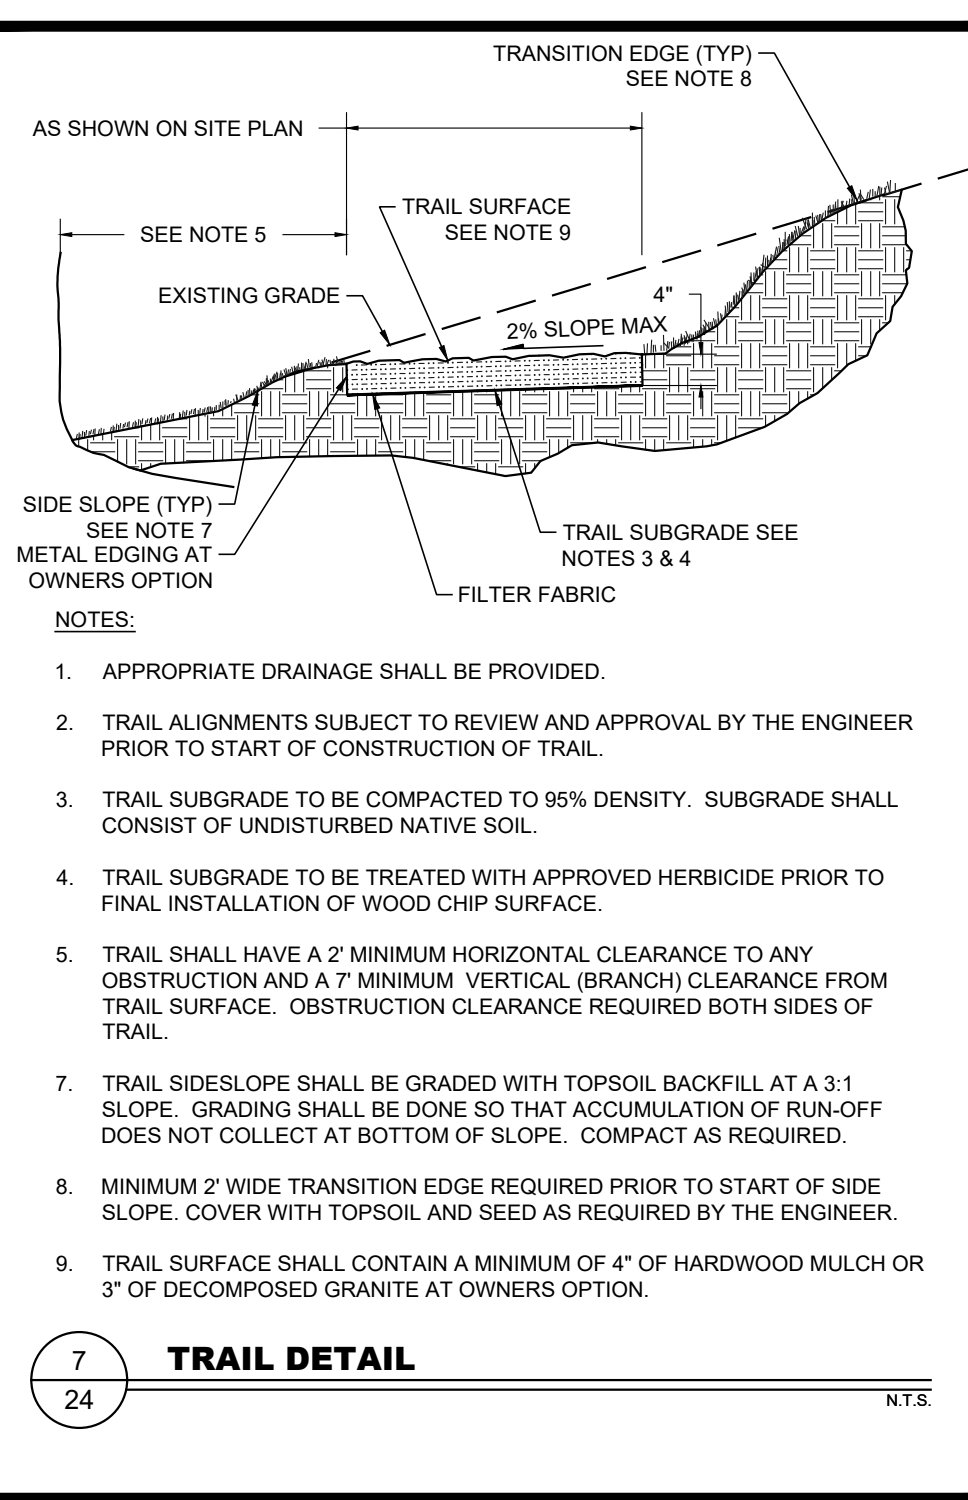 TRANSITION EDGE (TYP)
SEE NOTE 8
AS SHOWN ON SITE PLAN
TRAIL SURFACE
SEE NOTE 9
SEE NOTE 5
EXISTING GRADE
4"
2% SLOPE MAX
SIDE SLOPE (TYP)
SEE NOTE 7
METAL EDGING AT
OWNERS OPTION
TRAIL SUBGRADE SEE
NOTES 3 & 4
FILTER FABRIC
NOTES:
1. APPROPRIATE DRAINAGE SHALL BE PROVIDED.
2. TRAIL ALIGNMENTS SUBJECT TO REVIEW AND APPROVAL BY THE ENGINEER
PRIOR TO START OF CONSTRUCTION OF TRAIL.
3. TRAIL SUBGRADE TO BE COMPACTED TO 95% DENSITY. SUBGRADE SHALL
CONSIST OF UNDISTURBED NATIVE SOIL.
4. TRAIL SUBGRADE TO BE TREATED WITH APPROVED HERBICIDE PRIOR TO
FINAL INSTALLATION OF WOOD CHIP SURFACE.
5. TRAIL SHALL HAVE A 2' MINIMUM HORIZONTAL CLEARANCE TO ANY
OBSTRUCTION AND A 7' MINIMUM VERTICAL (BRANCH) CLEARANCE FROM
TRAIL SURFACE. OBSTRUCTION CLEARANCE REQUIRED BOTH SIDES OF
TRAIL.
7. TRAIL SIDESLOPE SHALL BE GRADED WITH TOPSOIL BACKFILL AT A 3:1
SLOPE. GRADING SHALL BE DONE SO THAT ACCUMULATION OF RUN-OFF
DOES NOT COLLECT AT BOTTOM OF SLOPE. COMPACT AS REQUIRED.
8. MINIMUM 2' WIDE TRANSITION EDGE REQUIRED PRIOR TO START OF SIDE
SLOPE. COVER WITH TOPSOIL AND SEED AS REQUIRED BY THE ENGINEER.
9. TRAIL SURFACE SHALL CONTAIN A MINIMUM OF 4" OF HARDWOOD MULCH OR
3" OF DECOMPOSED GRANITE AT OWNERS OPTION.
7
TRAIL DETAIL
24
N.T.S.